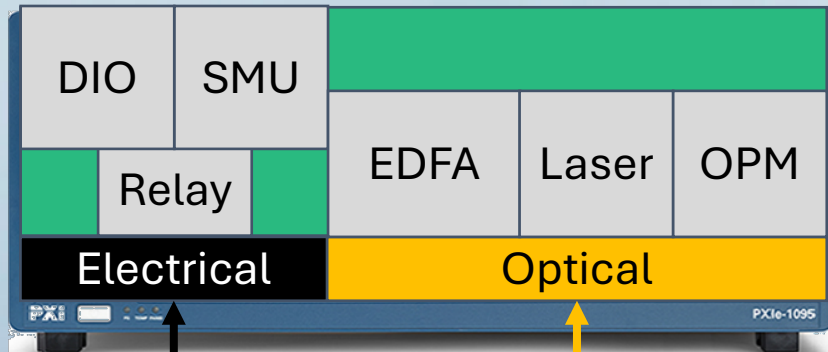 DIO SMU
EDFA Laser OPM
Relay
Electrical Optical
PXI PXIe-1095